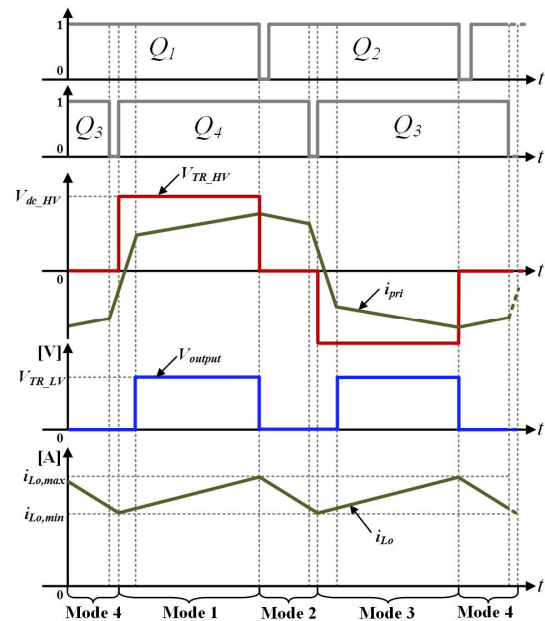 1
Q1
Q2
0
t
1
Q3
Q4
Q3
0
t
VTR_HV
Vdc_HV
0
t
ipri
[V]
Voutput
VTR_LV
0
t
[A]
iLo,max
iLo,min
iLo
0
t
Mode 4 Mode 1 Mode 2 Mode 3 Mode 4